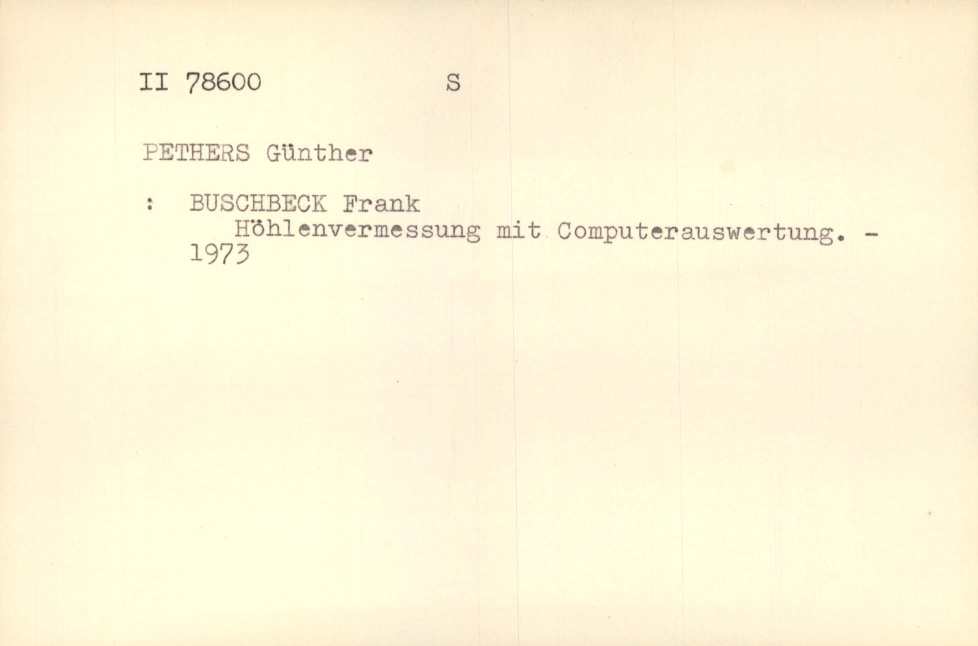 II 78600 S
PETHERS Günther
: BUSCHBECK Frank
Höhlenvermessung mit Computerauswertung. -
1973